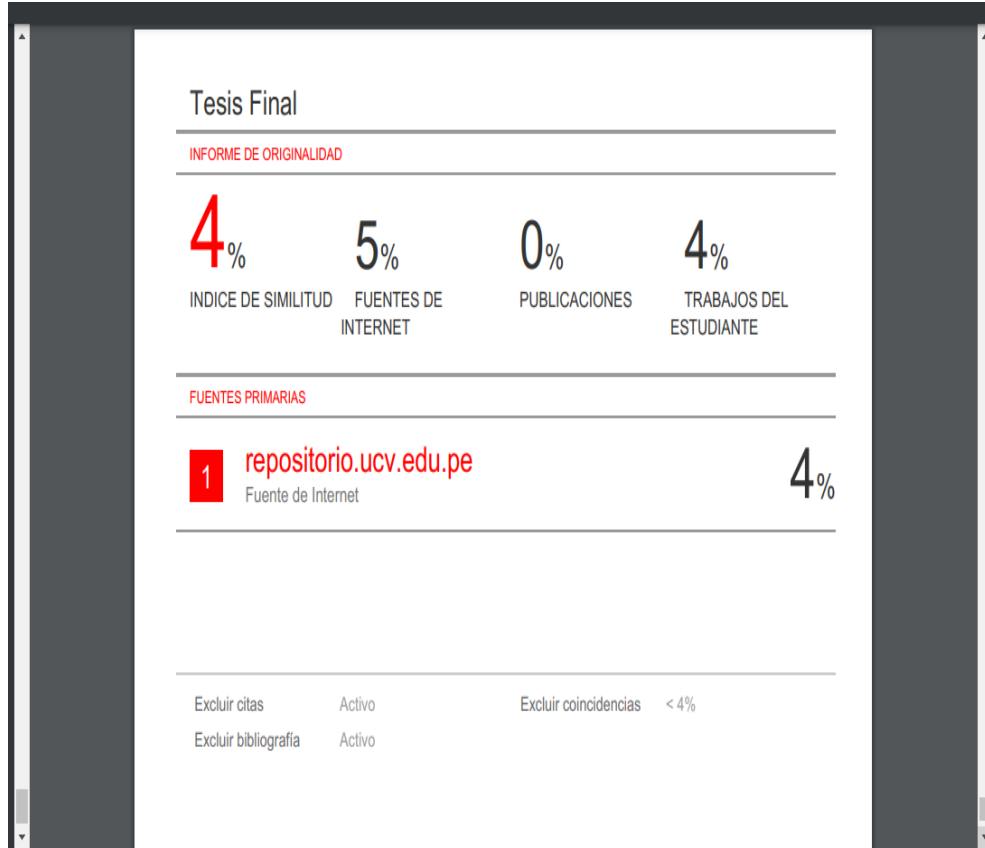 Tesis Final
INFORME DE ORIGINALIDAD
4% 5% 0% 4%
INDICE DE SIMILITUD FUENTES DE PUBLICACIONES TRABAJOS DEL
INTERNET ESTUDIANTE
FUENTES PRIMARIAS
1 repositorio.ucv.edu.pe 4%
Fuente de Internet
Excluir citas Activo Excluir coincidencias < 4%
Excluir bibliografía Activo